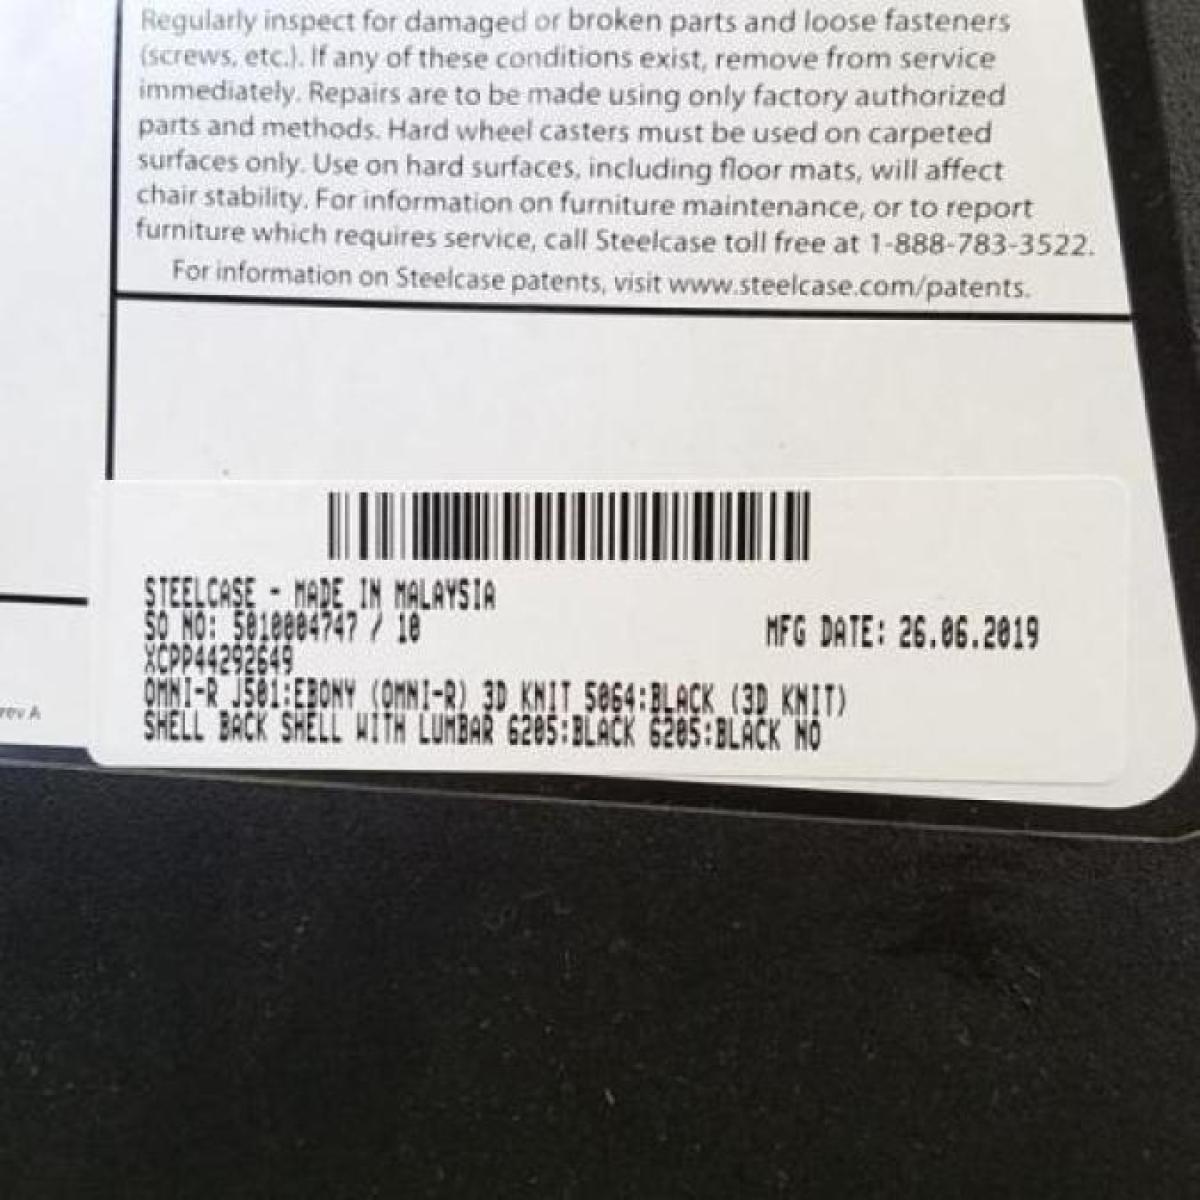 Regularly inspect for damaged or broken parts and loose fasteners
(screws, etc.). If any of these conditions exist, remove from service
immediately. Repairs are to be made using only factory authorized
parts and methods. Hard wheel casters must be used on carpeted
surfaces only. Use on hard surfaces, including floor mats, will affect
chair stability. For information on furniture maintenance, or to report
furniture which requires service, call Steelcase toll free at 1-888-783-3522.
For information on Steelcase patents, visit www.steelcase.com/patents.
STEELCASE - MADE IN MALAYSIA
SO NO: 5010004747 / 10
MFG DATE: 26.06.2019
XCPP44292649
OMNI-R J501:EBONY (OMNI-R) 3D KNIT 5064:BLACK (3D KNIT)
SHELL BACK SHELL WITH LUMBAR 6205:BLACK 6205:BLACK NO
rev A